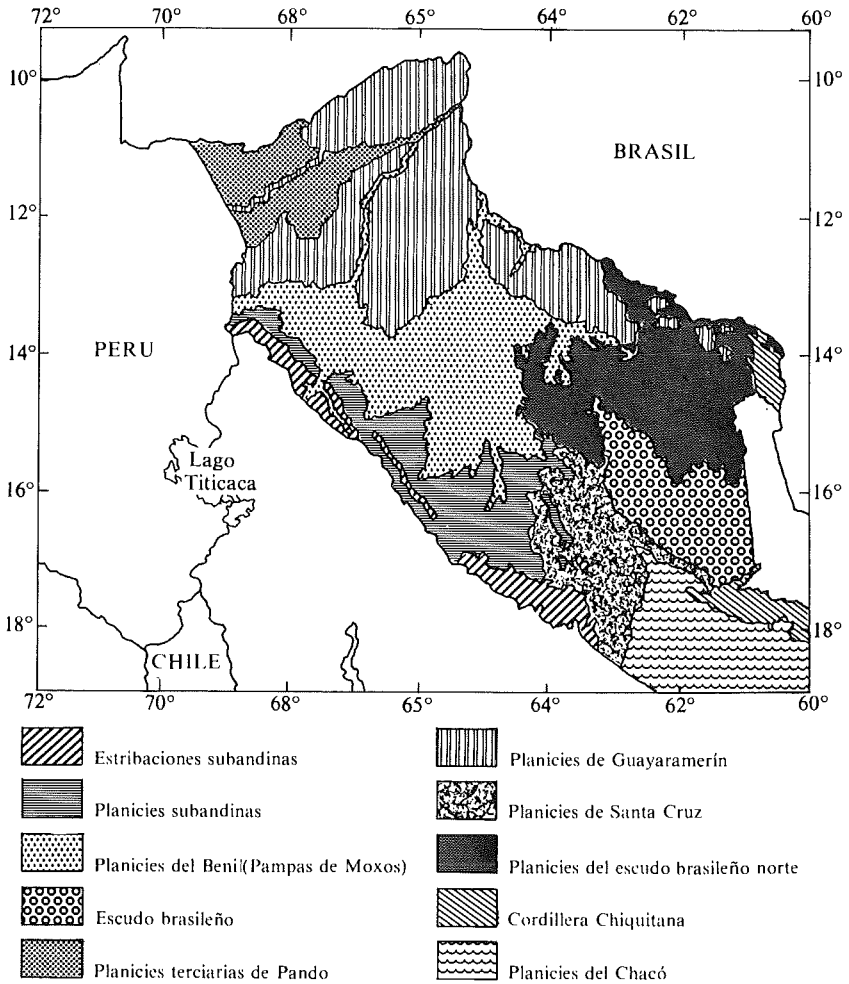 72° 70° 68° 65° 64° 62° 60°
10° 10°
BRASIL
12° 12°
PERU
14° 14°
Lago
Titicaca
16° 16°
18° 18°
CHILE
72° 70° 68° 65° 64° 62° 60°
Estribaciones subandinas
Planicies subandinas
Planicies del Benil(Pampas de Moxos)
Escudo brasileño
Planicies terciarias de Pando
Planicies de Guayaramerín
Planicies de Santa Cruz
Planicies del escudo brasileño norte
Cordillera Chiquitana
Planicies del Chacó